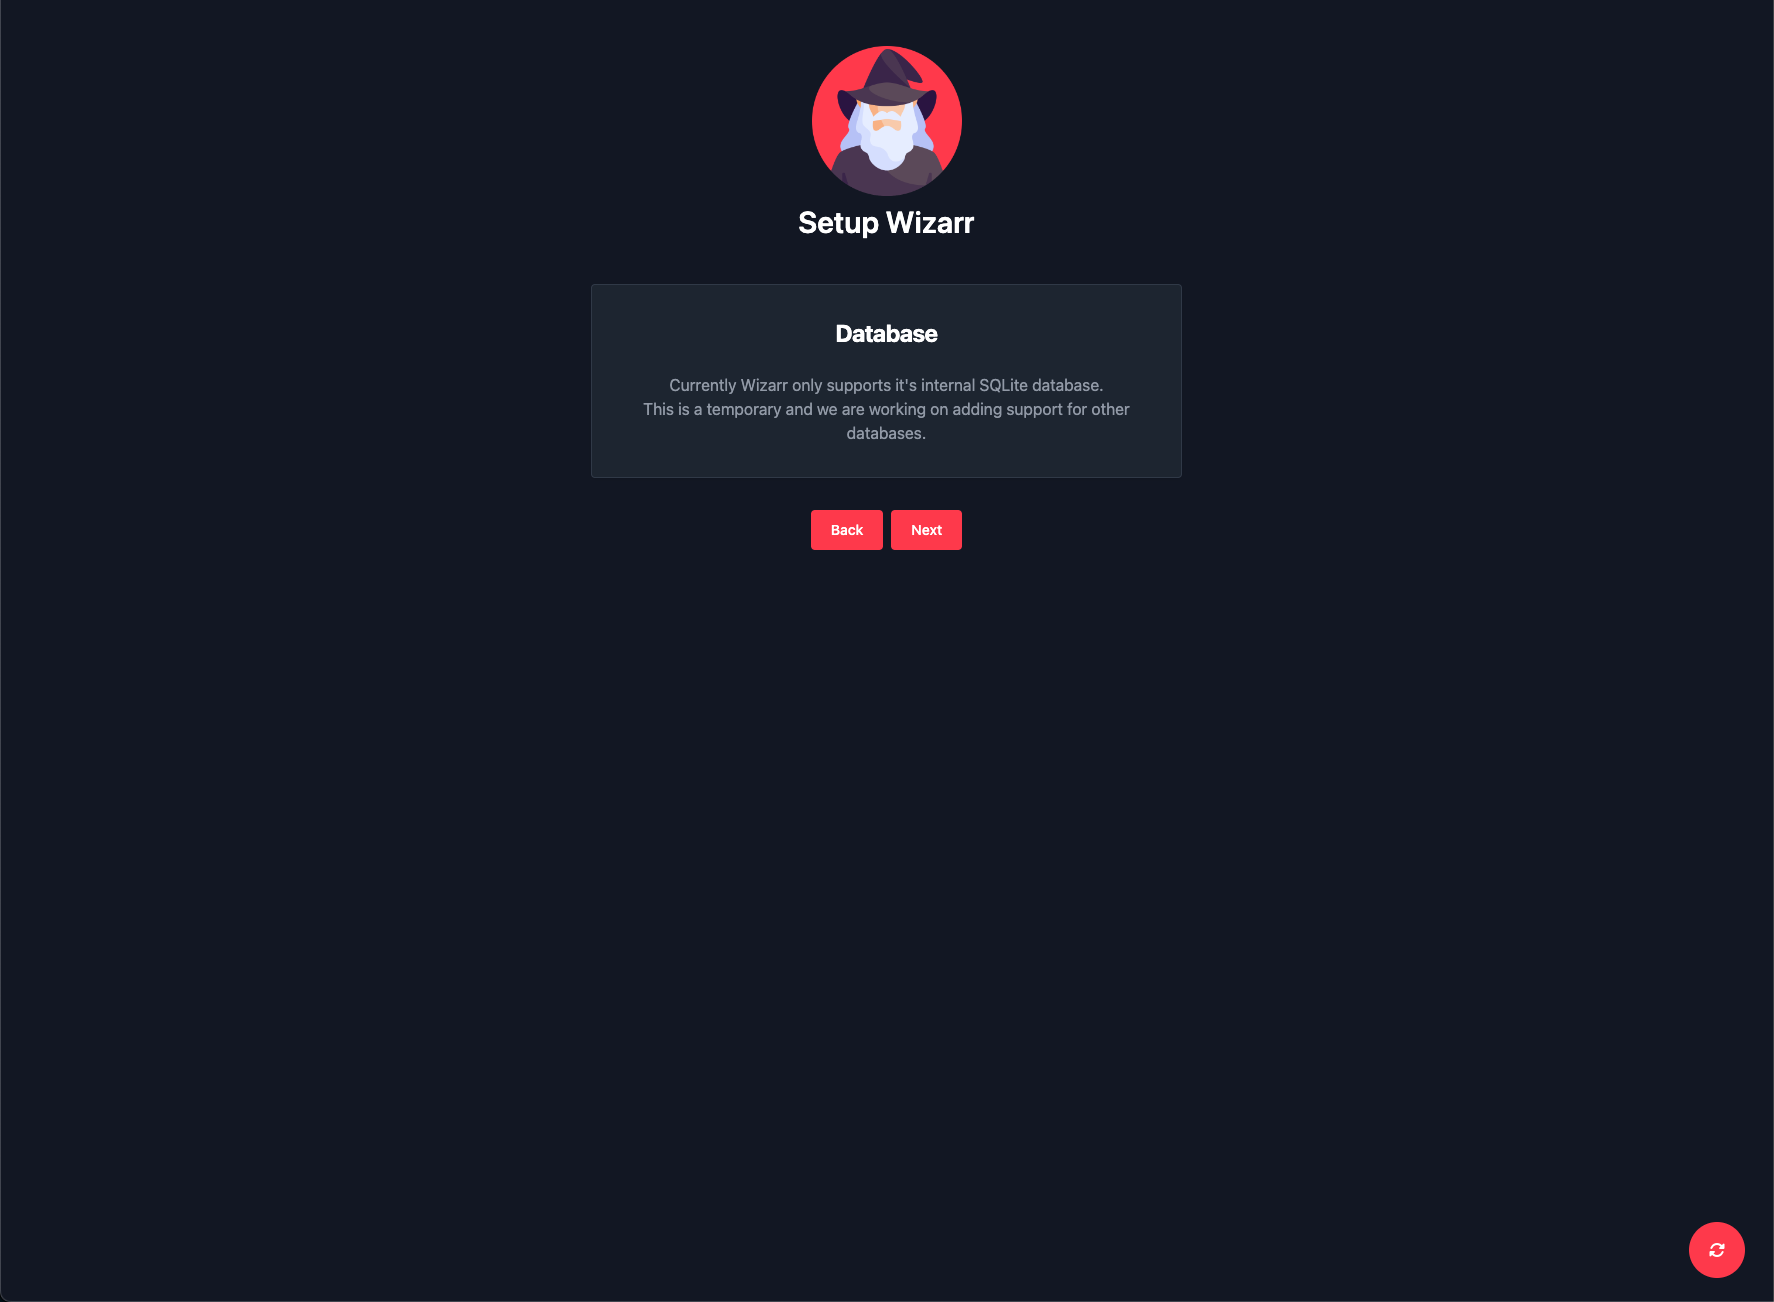 Setup Wizarr
Database
Currently Wizarr only supports it's internal SQLite database.
This is a temporary and we are working on adding support for other
databases.
Back Next